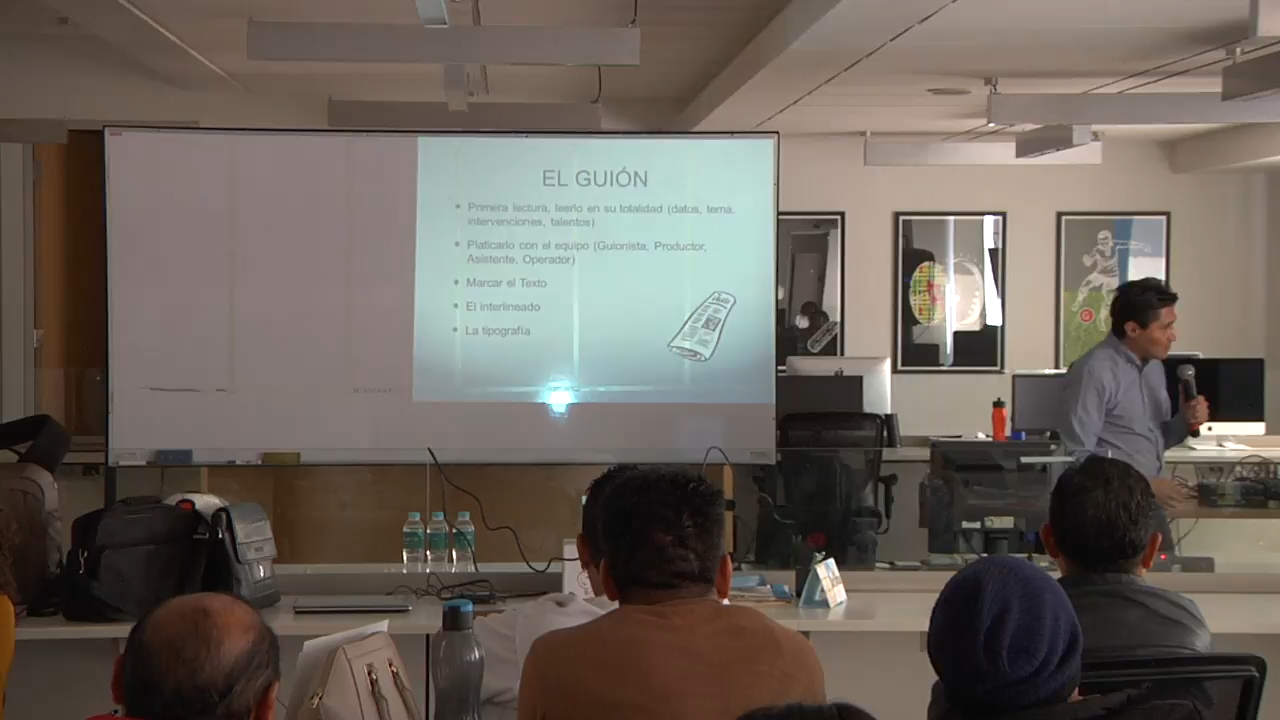 EL GUIÓN
Primera lectura, leerlo en su totalidad (datos, tema,
intervenciones, talentos)
Platicarlo con el equipo (Guionista, Productor,
Asistente, Operador)
Marcar el Texto
El interlineado
La tipografía
G